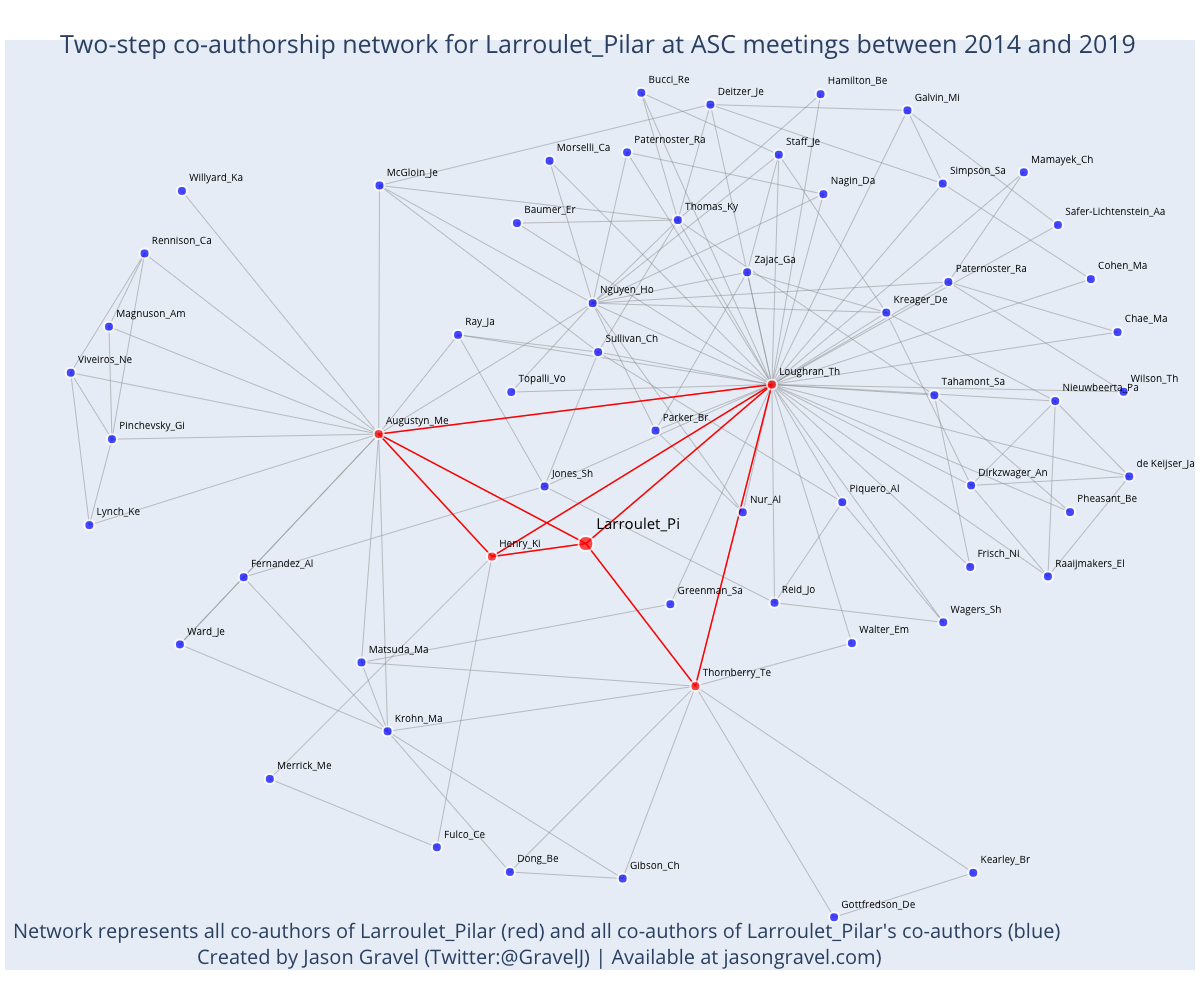 Two-step co-authorship network for Larroulet_Pilar at ASC meetings between 2014 and 2019
Bucci_Re
Hamilton_Be
Deitzer_Je
Galvin_Mi
Paternoster_Ra
Staff_Je
Morselli_Ca
Mamayek_Ch
McGloin_Je
Simpson_Sa
Willyard_Ka
Nagin_Da
Thomas_Ky
Baumer_Er
Safer-Lichtenstein_Aa
Rennison_Ca
Zajac_Ga
Cohen_Ma
Paternoster_Ra
Nguyen_Ho
Kreager_De
Magnuson_Am
Ray_Ja
Chae_Ma
Sullivan_Ch
Viveiros_Ne
Loughran_Th
Topalli_Vo
Wilson_Th
Tahamont_Sa
Nieuwbeerta_Pa
Augustyn_Me
Parker_Br
Pinchevsky_Gi
de Keijser_Ja
Jones_Sh
Dirkzwager_An
Piquero_Al
Nur_Al
Pheasant_Be
Lynch_Ke
Larroulet_Pi
Henry_Ki
Frisch_Ni
Fernandez_Al
Raaijmakers_El
Greenman_Sa
Reid_Jo
Wagers_Sh
Ward_Je
Walter_Em
Matsuda_Ma
Thornberry_Te
Krohn_Ma
Merrick_Me
Fulco_Ce
Dong_Be
Gibson_Ch
Kearley_Br
Gottfredson_De
Network represents all co-authors of Larroulet_Pilar (red) and all co-authors of Larroulet_Pilar's co-authors (blue)
Created by Jason Gravel (Twitter:@GravelJ) | Available at jasongravel.com)